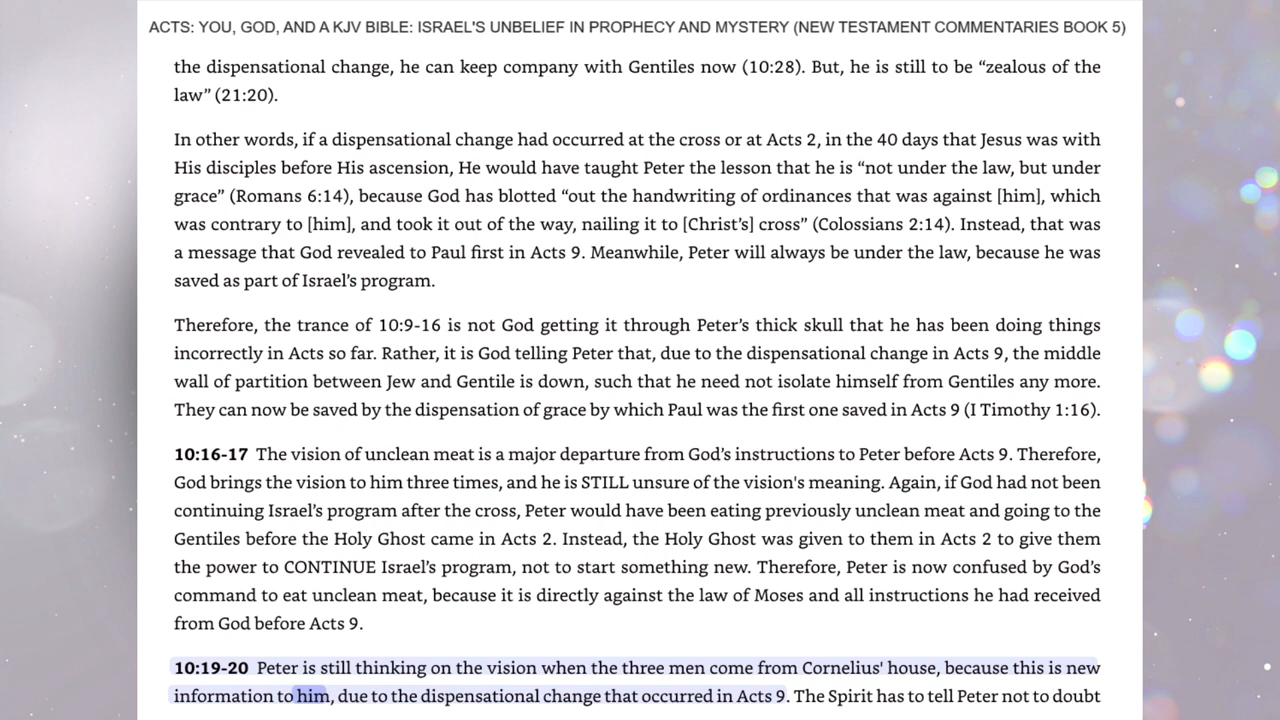 ACTS: YOU, GOD, AND A KJV BIBLE: ISRAEL'S UNBELIEF IN PROPHECY AND MYSTERY (NEW TESTAMENT COMMENTARIES BOOK 5)
the dispensational change, he can keep company with Gentiles now (10:28). But, he is still to be “zealous of the
law” (21:20).
In other words, if a dispensational change had occurred at the cross or at Acts 2, in the 40 days that Jesus was with
His disciples before His ascension, He would have taught Peter the lesson that he is “not under the law, but under
grace” (Romans 6:14), because God has blotted “out the handwriting of ordinances that was against [him], which
was contrary to [him], and took it out of the way, nailing it to [Christ’s] cross” (Colossians 2:14). Instead, that was
a message that God revealed to Paul first in Acts 9. Meanwhile, Peter will always be under the law, because he was
saved as part of Israel’s program.
Therefore, the trance of 10:9-16 is not God getting it through Peter’s thick skull that he has been doing things
incorrectly in Acts so far. Rather, it is God telling Peter that, due to the dispensational change in Acts 9, the middle
wall of partition between Jew and Gentile is down, such that he need not isolate himself from Gentiles any more.
They can now be saved by the dispensation of grace by which Paul was the first one saved in Acts 9 (I Timothy 1:16).
10:16-17 The vision of unclean meat is a major departure from God’s instructions to Peter before Acts 9. Therefore,
God brings the vision to him three times, and he is STILL unsure of the vision's meaning. Again, if God had not been
continuing Israel’s program after the cross, Peter would have been eating previously unclean meat and going to the
Gentiles before the Holy Ghost came in Acts 2. Instead, the Holy Ghost was given to them in Acts 2 to give them
the power to CONTINUE Israel’s program, not to start something new. Therefore, Peter is now confused by God’s
command to eat unclean meat, because it is directly against the law of Moses and all instructions he had received
from God before Acts 9.
10:19-20 Peter is still thinking on the vision when the three men come from Cornelius' house, because this is new
information to him, due to the dispensational change that occurred in Acts 9. The Spirit has to tell Peter not to doubt